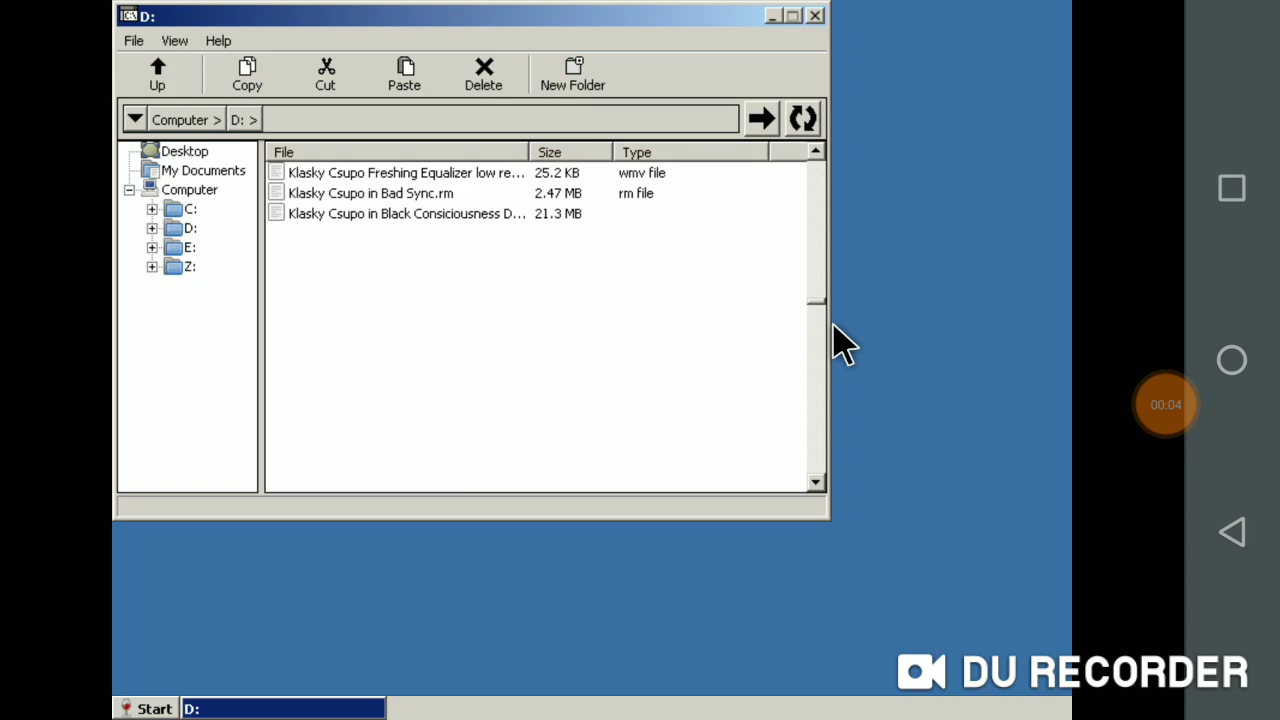 D:
File View Help
Up Copy Cut Paste Delete New Folder
Computer > D: >
Desktop
My Documents
Computer
C:
D:
E:
Z:
File Size Type
Klasky Csupo Freshing Equalizer low re... 25.2 KB wmv file
Klasky Csupo in Bad Sync.rm 2.47 MB rm file
Klasky Csupo in Black Consiciousness D... 21.3 MB
00:04
DU RECORDER
Start D: